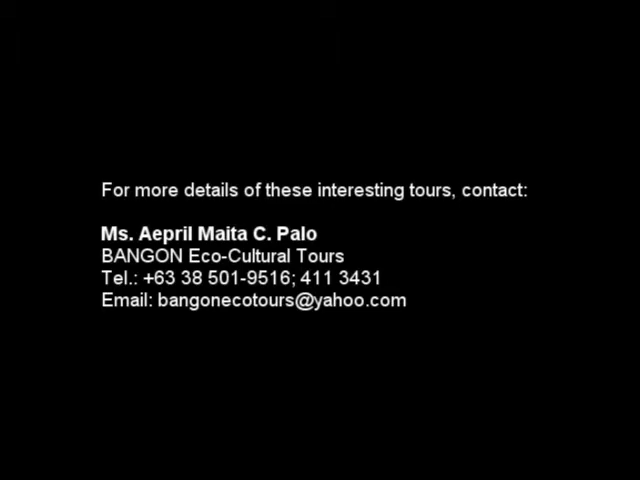 For more details of these interesting tours, contact:
Ms. Aepril Maita C. Palo
BANGON Eco-Cultural Tours
Tel.: +63 38 501-9516; 411 3431
Email: bangonecotours@yahoo.com